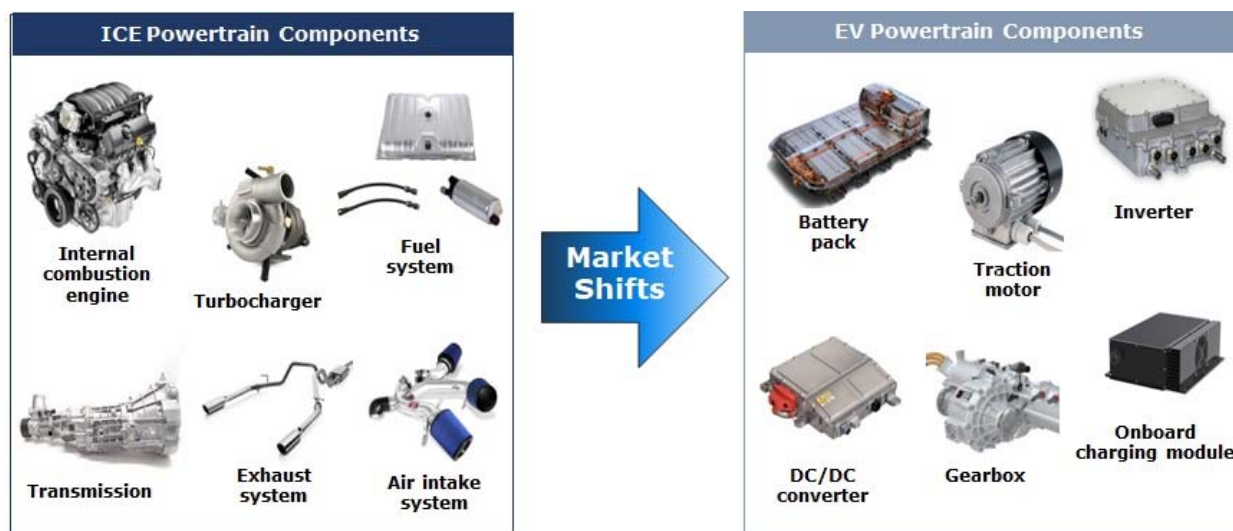 ICE Powertrain Components
Internal
combustion
engine
Turbocharger
Fuel
system
Transmission
Exhaust
system
Air intake
system
Market
Shifts
EV Powertrain Components
Battery
pack
Traction
motor
Inverter
DC/DC
converter
Gearbox
Onboard
charging module